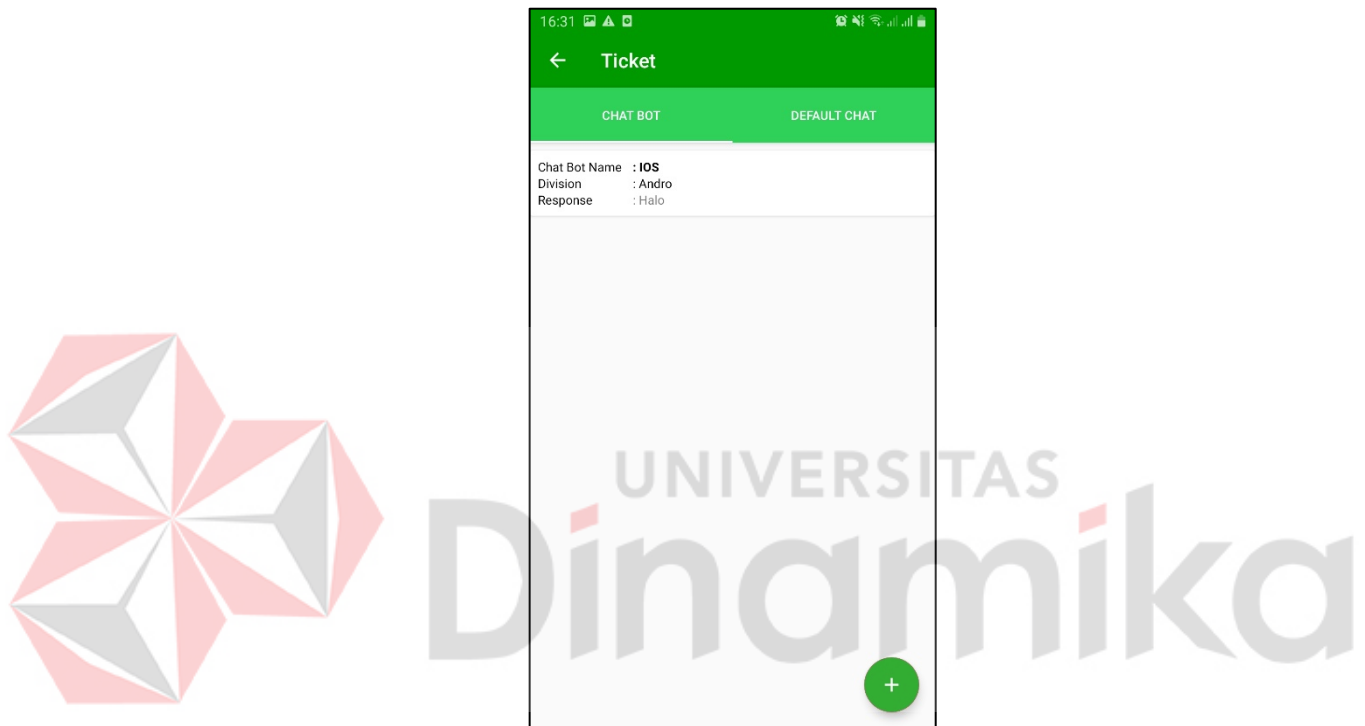 16:31
Ticket
CHAT BOT DEFAULT CHAT
Chat Bot Name : IOS
Division : Andro
Response : Halo
UNIVERSITAS
Dinamika
+